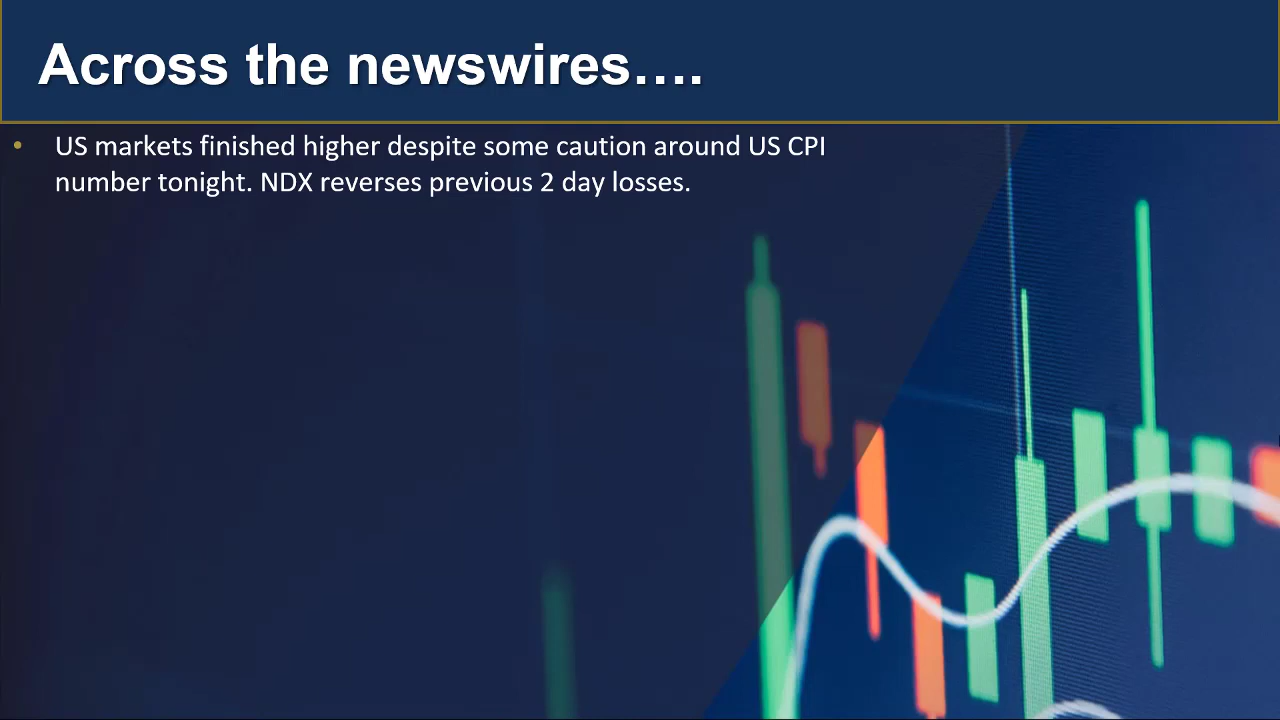 Across the newswires….
• US markets finished higher despite some caution around US CPI
number tonight. NDX reverses previous 2 day losses.